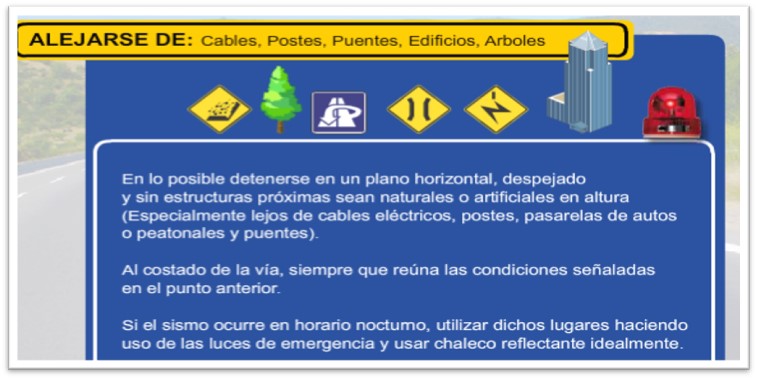 ALEJARSE DE: Cables, Postes, Puentes, Edificios, Arboles
En lo posible detenerse en un plano horizontal, despejado
y sin estructuras próximas sean naturales o artificiales en altura
(Especialmente lejos de cables eléctricos, postes, pasarelas de autos
o peatonales y puentes).
Al costado de la vía, siempre que reúna las condiciones señaladas
en el punto anterior.
Si el sismo ocurre en horario nocturno, utilizar dichos lugares haciendo
uso de las luces de emergencia y usar chaleco reflectante idealmente.